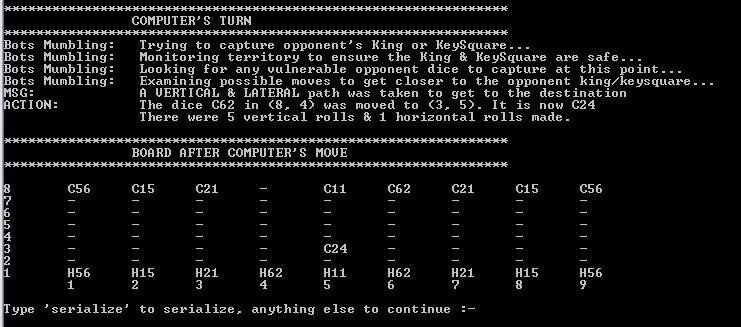 ****************************************************************
COMPUTER'S TURN
****************************************************************
Bots Mumbling: Trying to capture opponent's King or KeySquare...
Bots Mumbling: Monitoring territory to ensure the King & KeySquare are safe...
Bots Mumbling: Looking for any vulnerable opponent dice to capture at this point...
Bots Mumbling: Examining possible moves to get closer to the opponent king/keysquare...
MSG: A VERTICAL & LATERAL path was taken to get to the destination
ACTION: The dice C62 in (8, 4) was moved to (3, 5). It is now C24
There were 5 vertical rolls & 1 horizontal rolls made.
****************************************************************
BOARD AFTER COMPUTER'S MOVE
****************************************************************
8 C56 C15 C21 - C11 C62 C21 C15 C56
7 - - - - - - - - -
6 - - - - - - - - -
5 - - - - - - - - -
4 - - - - - - - - -
3 - - - - C24 - - - -
2 - - - - - - - - -
1 H56 H15 H21 H62 H11 H62 H21 H15 H56
1 2 3 4 5 6 7 8 9
Type 'serialize' to serialize, anything else to continue :-